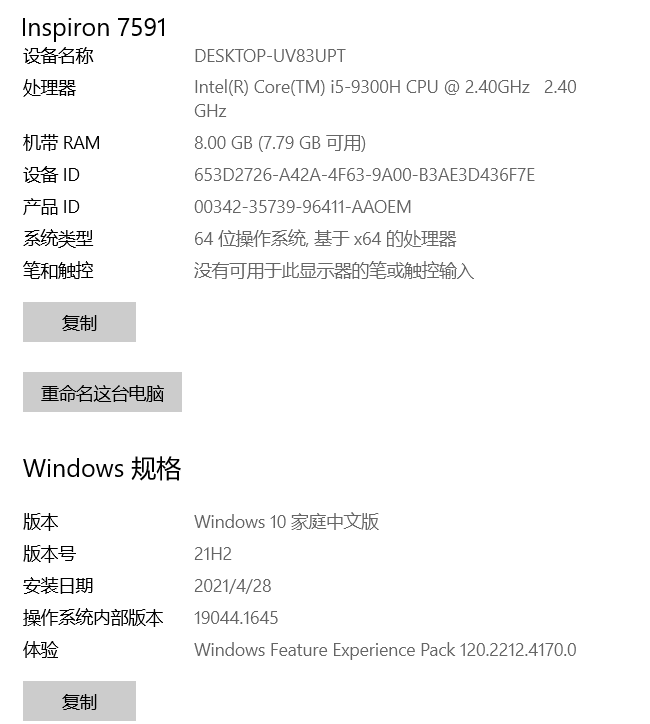 Inspiron 7591
设备名称 DESKTOP-UV83UPT
处理器 Intel(R) Core(TM) i5-9300H CPU @ 2.40GHz 2.40
GHz
机带 RAM 8.00 GB (7.79 GB 可用)
设备 ID 653D2726-A42A-4F63-9A00-B3AE3D436F7E
产品 ID 00342-35739-96411-AAOEM
系统类型 64 位操作系统, 基于 x64 的处理器
笔和触控 没有可用于此显示器的笔或触控输入
复制
重命名这台电脑
Windows 规格
版本 Windows 10 家庭中文版
版本号 21H2
安装日期 2021/4/28
操作系统内部版本 19044.1645
体验 Windows Feature Experience Pack 120.2212.4170.0
复制